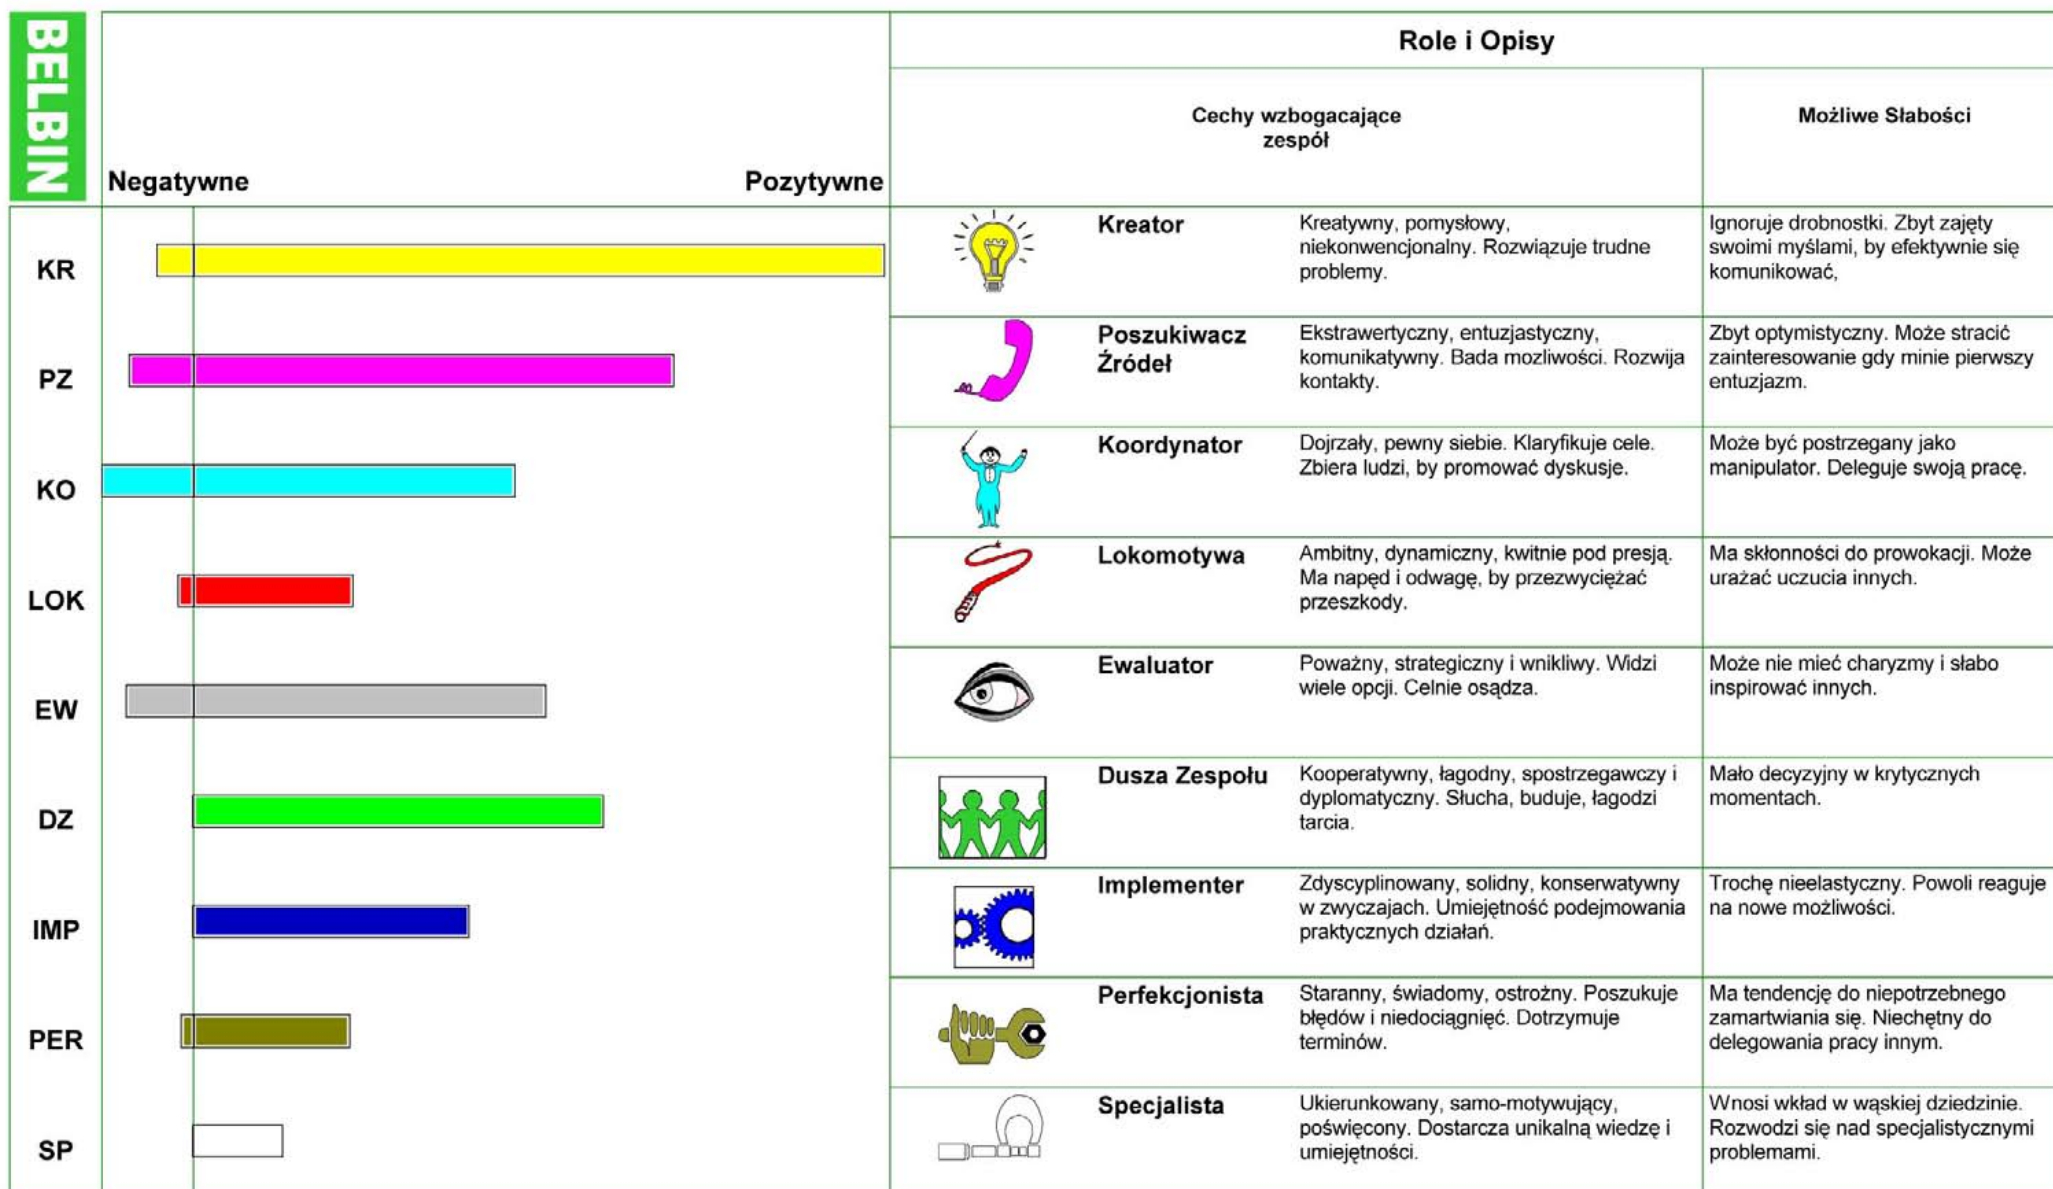 BELBIN
Role i Opisy
Cechy wzbogacające
zespół
Możliwe Słabości
Negatywne
Pozytywne
KR
Kreator
Kreatywny, pomysłowy,
niekonwencjonalny. Rozwiązuje trudne
problemy.
Ignoruje drobnostki. Zbyt zajęty
swoimi myślami, by efektywnie się
komunikować,
PZ
Poszukiwacz
Źródeł
Ekstrawertyczny, entuzjastyczny,
komunikatywny. Bada mozliwości. Rozwija
kontakty.
Zbyt optymistyczny. Może stracić
zainteresowanie gdy minie pierwszy
entuzjazm.
KO
Koordynator
Dojrzały, pewny siebie. Klaryfikuje cele.
Zbiera ludzi, by promować dyskusje.
Może być postrzegany jako
manipulator. Deleguje swoją pracę.
LOK
Lokomotywa
Ambitny, dynamiczny, kwitnie pod presją.
Ma napęd i odwagę, by przezwyciężać
przeszkody.
Ma skłonności do prowokacji. Może
urażać uczucia innych.
EW
Ewaluator
Poważny, strategiczny i wnikliwy. Widzi
wiele opcji. Celnie osądza.
Może nie mieć charyzmy i słabo
inspirować innych.
DZ
Dusza Zespołu
Kooperatywny, łagodny, spostrzegawczy i
dyplomatyczny. Słucha, buduje, łagodzi
tarcia.
Mało decyzyjny w krytycznych
momentach.
IMP
Implementer
Zdyscyplinowany, solidny, konserwatywny
w zwyczajach. Umiejętność podejmowania
praktycznych działań.
Trochę nieelastyczny. Powoli reaguje
na nowe możliwości.
PER
Perfekcjonista
Staranny, świadomy, ostrożny. Poszukuje
błędów i niedociągnięć. Dotrzymuje
terminów.
Ma tendencję do niepotrzebnego
zamartwiania się. Niechętny do
delegowania pracy innym.
SP
Specjalista
Ukierunkowany, samo-motywujący,
poświęcony. Dostarcza unikalną wiedzę i
umiejętności.
Wnosi wkład w wąskiej dziedzinie.
Rozwodzi się nad specjalistycznymi
problemami.